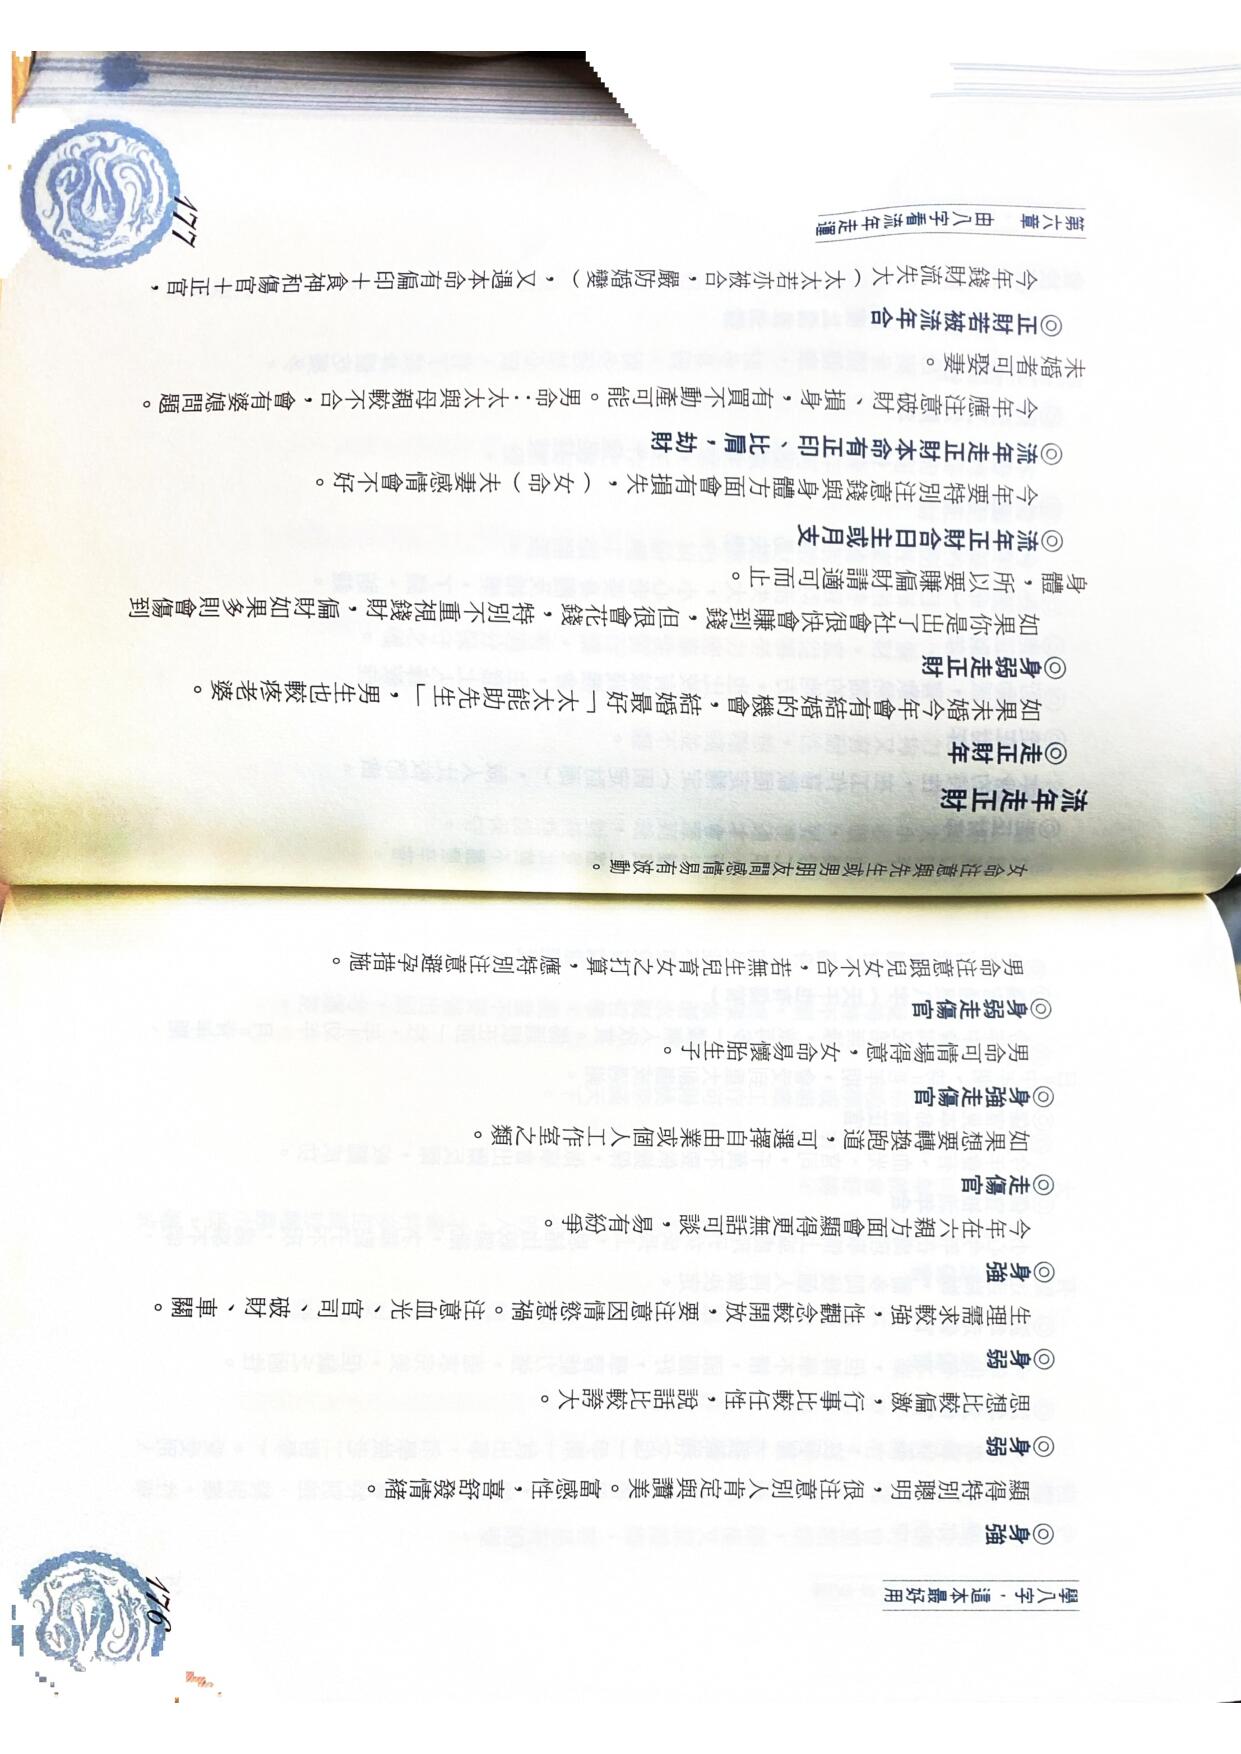 學八字，這本最好用
◎身強
顯得特別聰明，很注意別人肯定與讚美。富感性，喜舒發情緒。
◎身弱
思想比較偏激，行事比較任性，說話比較誇大。
◎身弱
生理需求較強，性觀念較開放，要注意因情慾惹禍。注意血光、官司、破財、車關。
◎身強
今年在六親方面會顯得更無話可談，易有紛爭。
◎走傷官
如果想要轉換跑道，可選擇自由業或個人工作室之類。
◎身強走傷官
男命可情場得意，女命易懷胎生子。
◎身弱走傷官
男命注意跟兒女不合，若無生兒育女之打算，應特別注意避孕措施。
176
女命注意與先生或男朋友間感情易有波動。
流年走正財
◎走正財年
如果未婚今年會有結婚的機會，結婚最好「太太能助先生」，男生也較疼老婆。
◎身弱走正財
如果你是出了社會很快會賺到錢，但很會花錢，特別不重視錢財，偏財如果多則會傷到
身體，所以要賺偏財請適可而止。
◎流年正財合日主或月支
今年要特別注意錢與身體方面會有損失，（女命）夫妻感情會不好。
◎流年走正財本命有正印、比肩，劫財
今年應注意破財、損身，有買不動產可能。男命：太太與母親較不合，會有婆媳問題。
未婚者可娶妻。
◎正財若被流年合
今年錢財流失大（太太若亦被合，嚴防婚變），又遇本命有偏印＋食神和傷官＋正官，
第六章　由八字看流年走運
177